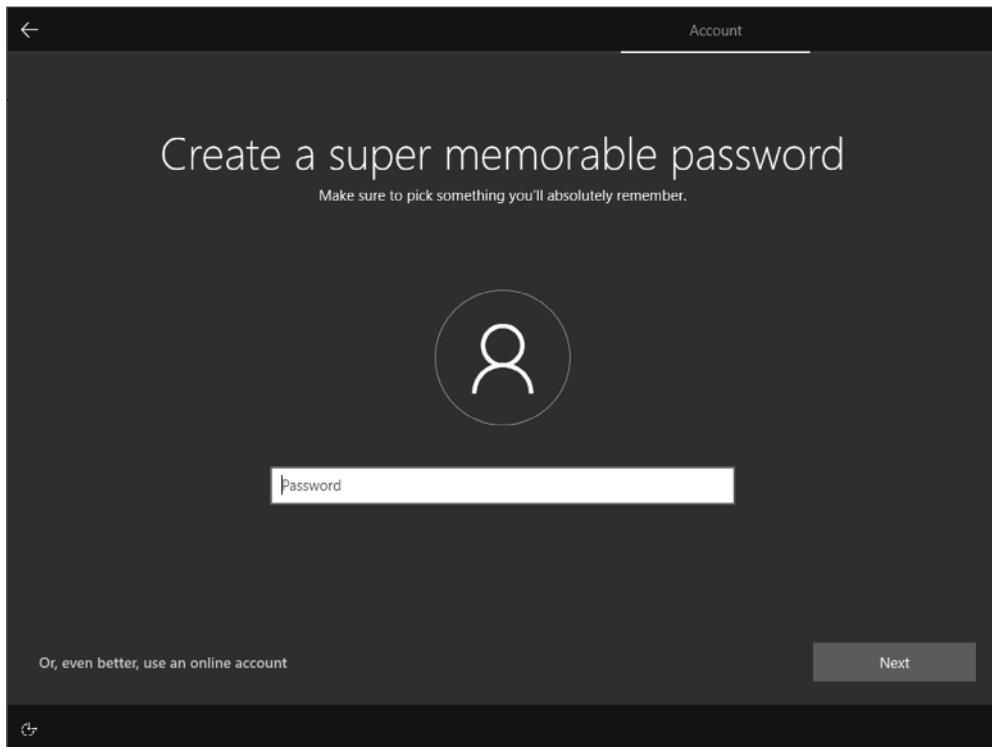 Account
Create a super memorable password
Make sure to pick something you'll absolutely remember.
Password
Or, even better, use an online account
Next